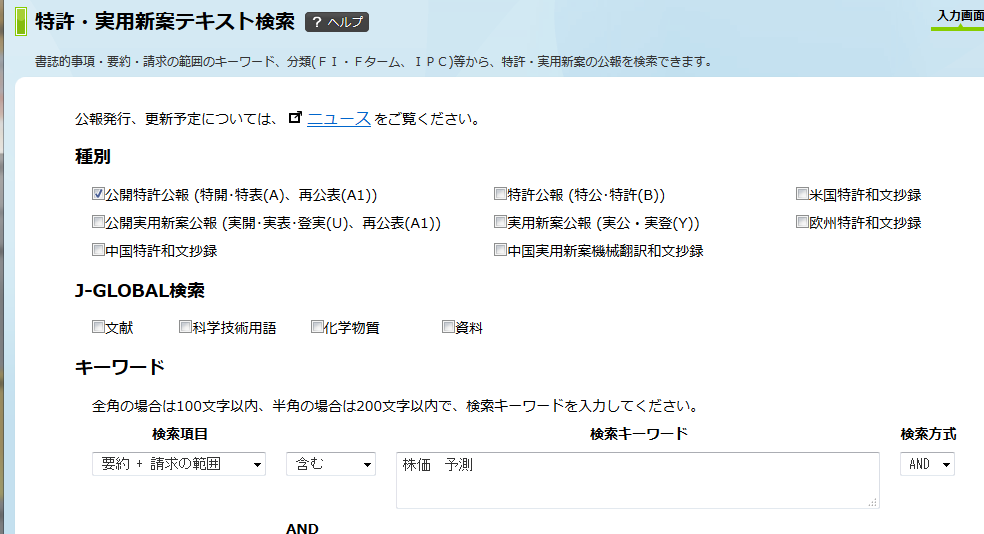 特許・実用新案テキスト検索 ? ヘルプ
入力画面
書誌的事項・要約・請求の範囲のキーワード、分類(ＦＩ・Ｆターム、ＩＰＣ)等から、特許・実用新案の公報を検索できます。
公報発行、更新予定については、 ニュースをご覧ください。
種別
公開特許公報 (特開･特表(A)、再公表(A1)) 特許公報 (特公･特許(B)) 米国特許和文抄録
公開実用新案公報 (実開･実表･登実(U)、再公表(A1)) 実用新案公報 (実公・実登(Y)) 欧州特許和文抄録
中国特許和文抄録 中国実用新案機械翻訳和文抄録
J-GLOBAL検索
文献 科学技術用語 化学物質 資料
キーワード
全角の場合は100文字以内、半角の場合は200文字以内で、検索キーワードを入力してください。
検索項目 検索キーワード 検索方式
要約 + 請求の範囲 含む 株価　予測 AND
AND